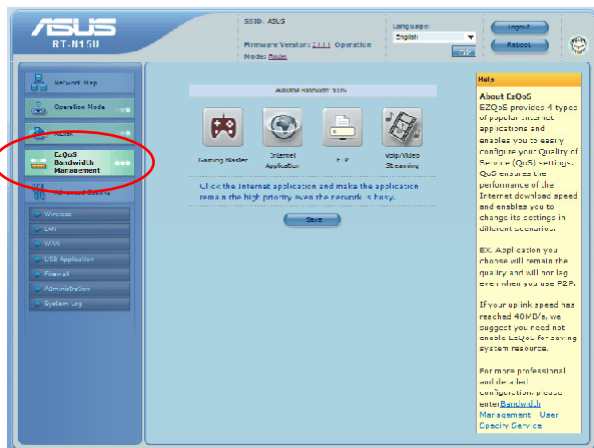 ASUS
RT-N15U
SSID: ASUS
Firmware Version: Operation
Mode: Router
Language:
English
Logout
Reboot
Network Map
Operation Mode
EzQoS
Bandwidth
Management
Advanced Setting
Wireless
LAN
WAN
USB Application
Firewall
Administration
System Log
Available Bandwidth:
Gaming Blaster
Internet
Application
FTP
Voip/Video
Streaming
Click the Internet application and make the application
remain the high priority even the network is busy.
Save
Help
About EzQoS
EZQoS provides 4 types
of popular internet
applications and
enables you to easily
configure your Quality of
Service (QoS) settings.
QoS ensures the
performance of the
Internet download speed
and enables you to
change its settings in
different scenarios.
EX. Application you
choose will remain the
quality and will not lag
even when you use P2P.
If your uplink speed has
reached 40MB/s, we
suggest you need not
enable EzQoS for saving
system resource.
For more professional
and detailed
configuration, please
enter Bandwidth
Management User
Specify Service